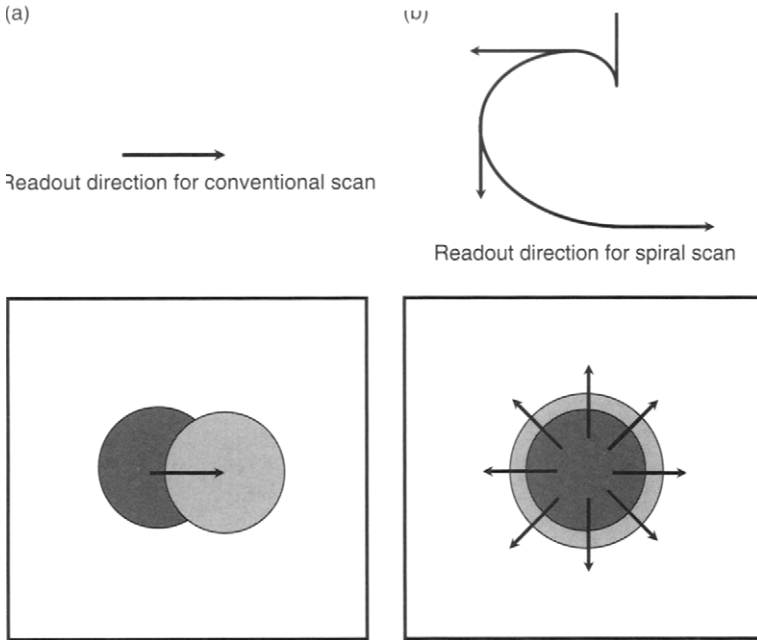 (a)
(b)
Readout direction for conventional scan
Readout direction for spiral scan